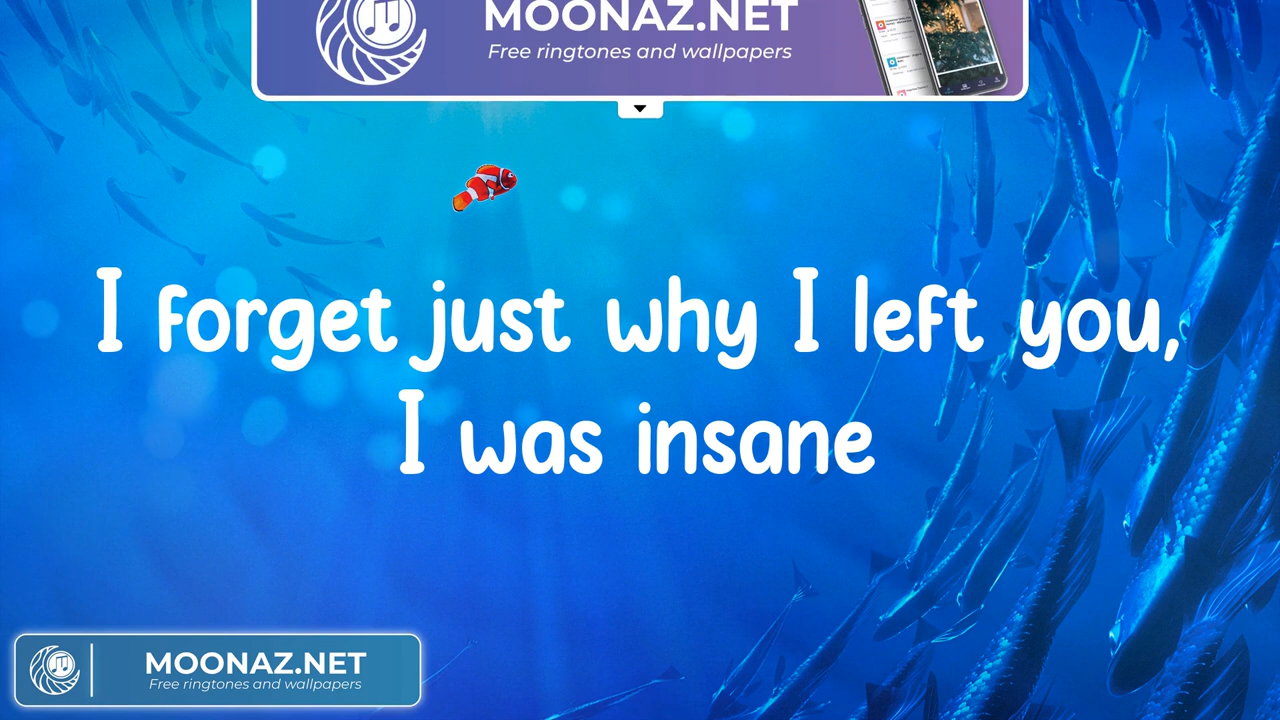 MOONAZ.NET
Free ringtones and wallpapers
I forget just why I left you,
I was insane
MOONAZ.NET
Free ringtones and wallpapers